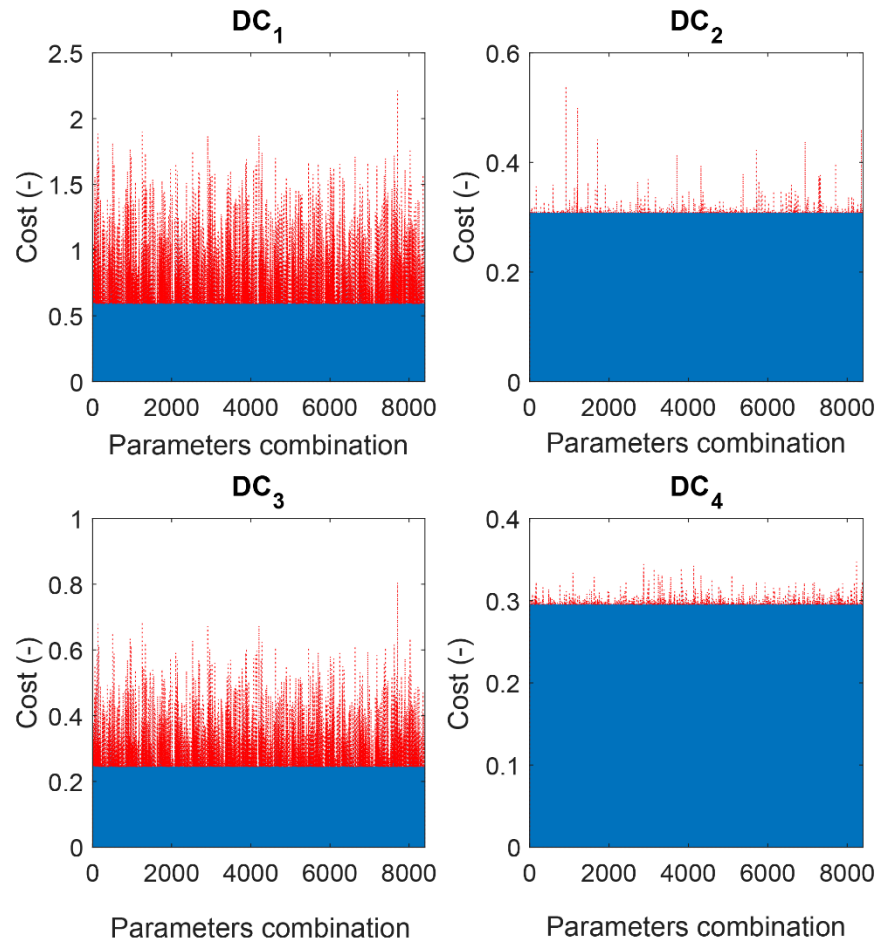 DC1
2.5
2
1.5
1
0.5
0
Cost (-)
0 2000 4000 6000 8000
Parameters combination
DC2
0.6
0.4
0.2
0
Cost (-)
0 2000 4000 6000 8000
Parameters combination
DC3
1
0.8
0.6
0.4
0.2
0
Cost (-)
0 2000 4000 6000 8000
Parameters combination
DC4
0.4
0.3
0.2
0.1
0
Cost (-)
0 2000 4000 6000 8000
Parameters combination